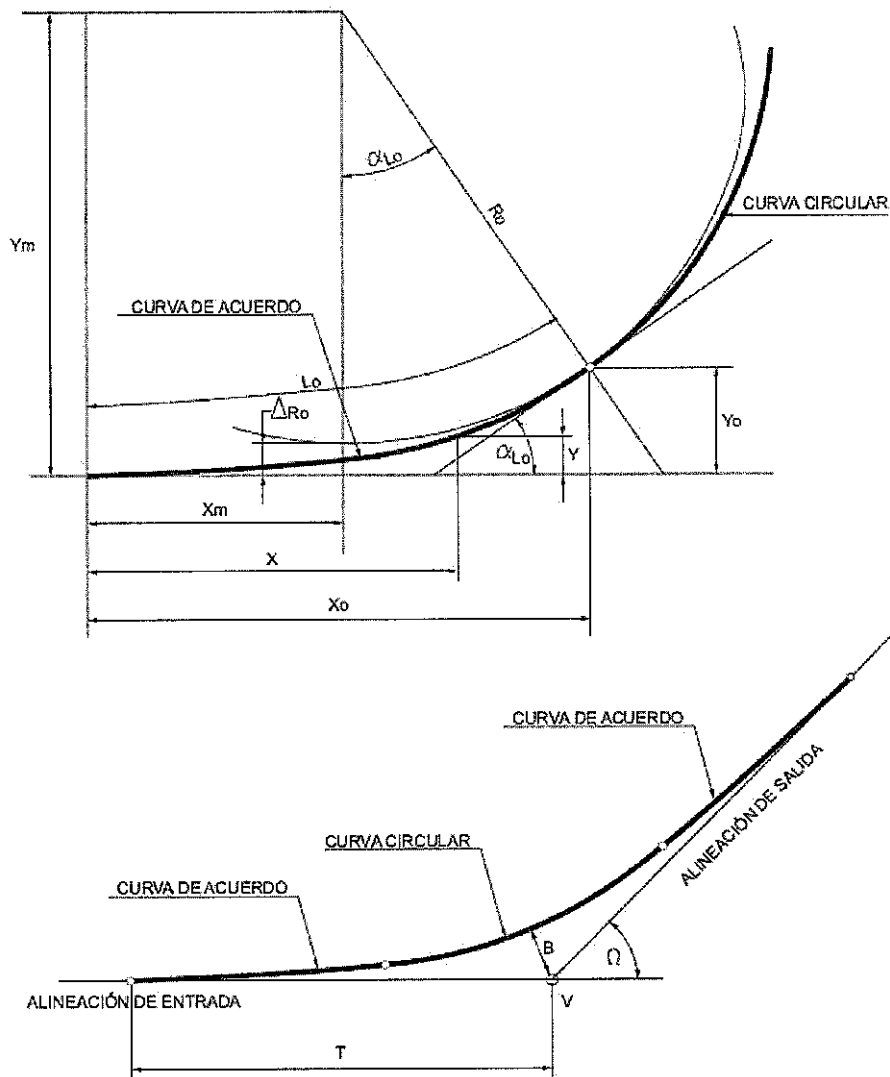 αLo
Ro
CURVA CIRCULAR
Ym
CURVA DE ACUERDO
Lo
ΔRo
Yo
αLo
Y
Xm
X
Xo
CURVA DE ACUERDO
ALINEACIÓN DE SALIDA
CURVA CIRCULAR
CURVA DE ACUERDO
B
Ω
ALINEACIÓN DE ENTRADA
V
T